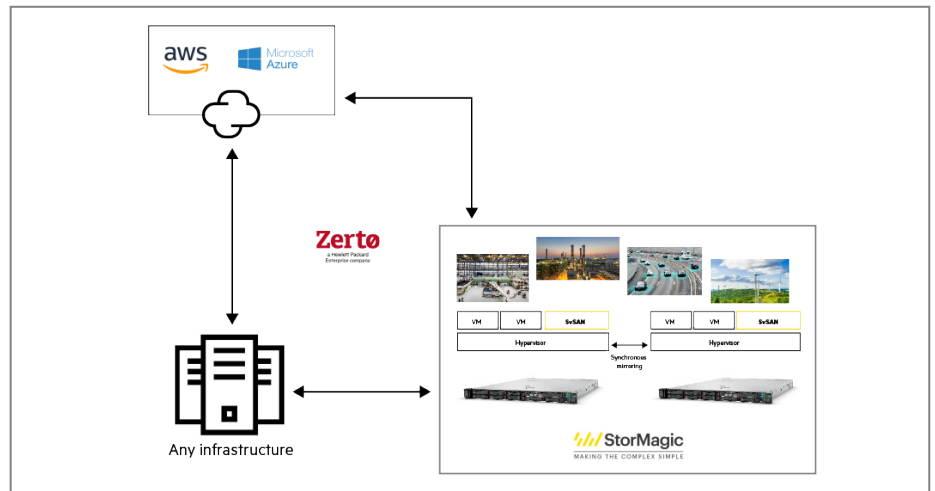 aws
Microsoft
Azure
Zertø
a Hewlett Packard
Enterprise company
VM
VM
SvSAN
VM
VM
SvSAN
Hypervisor
Hypervisor
Synchronous
mirroring
Any infrastructure
StorMagic
MAKING THE COMPLEX SIMPLE